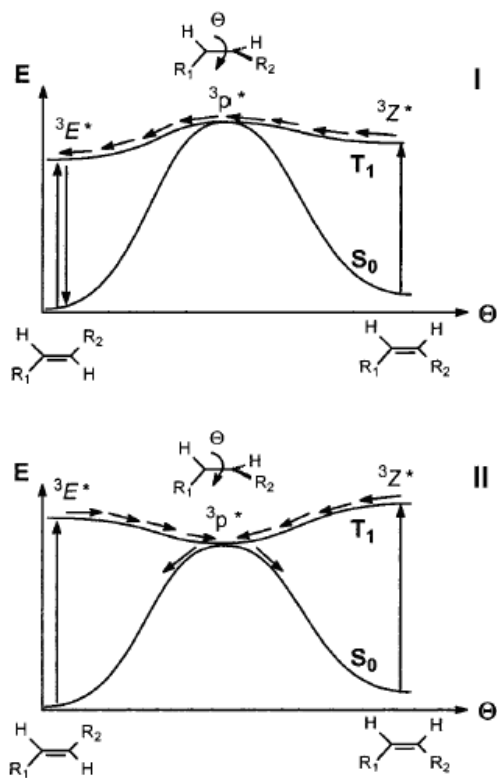 Θ
H
H
R₁
R₂
E
I
³p*
³E*
³Z*
T₁
S₀
Θ
H
R₂
R₁
H
H
H
R₁
R₂
Θ
H
H
R₁
R₂
E
II
³E*
³p*
³Z*
T₁
S₀
Θ
H
R₂
R₁
H
H
H
R₁
R₂